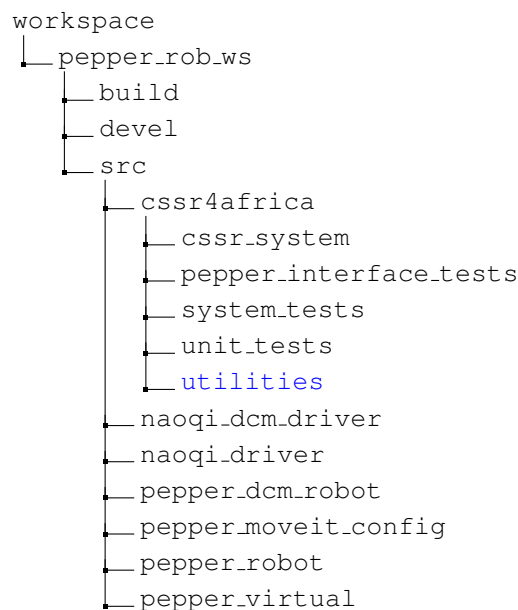 workspace
pepper_rob_ws
build
devel
src
cssr4africa
cssr_system
pepper_interface_tests
system_tests
unit_tests
utilities
naoqi_dcm_driver
naoqi_driver
pepper_dcm_robot
pepper_moveit_config
pepper_robot
pepper_virtual